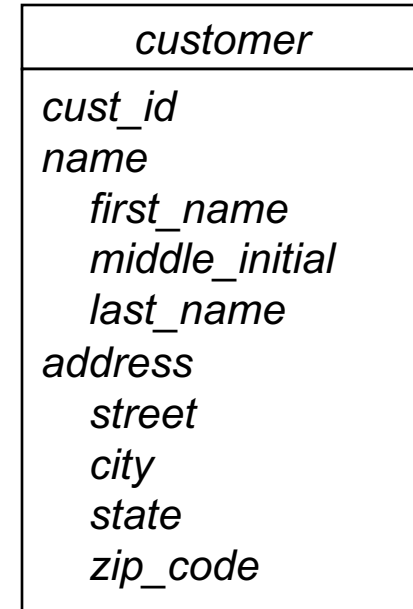 customer
cust_id
name
first_name
middle_initial
last_name
address
street
city
state
zip_code